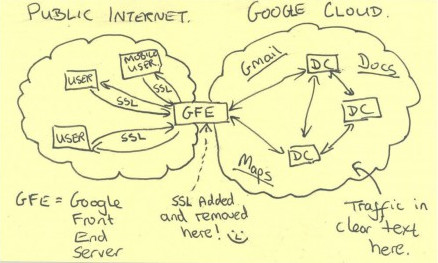 PUBLIC INTERNET.
GOOGLE CLOUD.
MOBILE
USER
USER
SSL
SSL
USER
SSL
GFE
Gmail
DC
Docs
DC
Maps
DC
GFE = Google
Front
End
Server
SSL Added
and removed
here!
Traffic in
clear text
here.